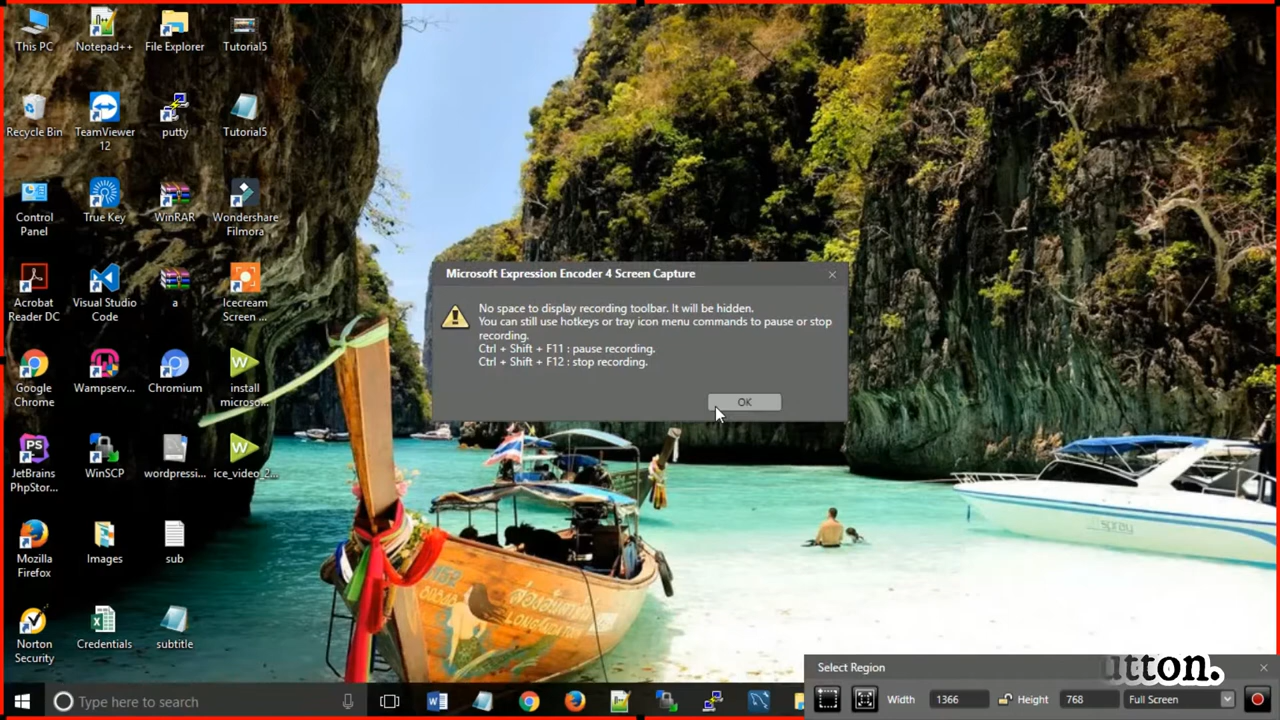 This PC
Notepad++
File Explorer
Tutorial5
Recycle Bin
TeamViewer
12
putty
Tutorial5
Control
Panel
True Key
WinRAR
Wondershare
Filmora
Acrobat
Reader DC
Visual Studio
Code
a
Icecream
Screen ...
Google
Chrome
Wampserv...
Chromium
install
microso...
JetBrains
PhpStor...
WinSCP
wordpressi...
ice_video_2...
Mozilla
Firefox
Images
sub
Norton
Security
Credentials
subtitle
Microsoft Expression Encoder 4 Screen Capture
No space to display recording toolbar. It will be hidden.
You can still use hotkeys or tray icon menu commands to pause or stop
recording.
Ctrl + Shift + F11 : pause recording.
Ctrl + Shift + F12 : stop recording.
OK
spray
utton.
Select Region
Width 1366 Height 768 Full Screen
Type here to search